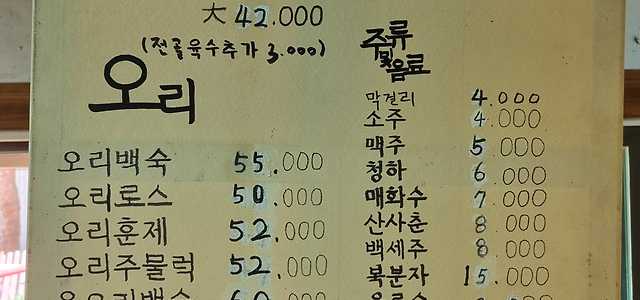 大 42.000
(전골육수추가 3.000)
오리
오리백숙 55.000
오리로스 50.000
오리훈제 52.000
오리주물럭 52.000
주류
및
음료
막걸리 4.000
소주 4.000
맥주 5.000
청하 6.000
매화수 7.000
산사춘 8.000
백세주 8.000
복분자 15.000